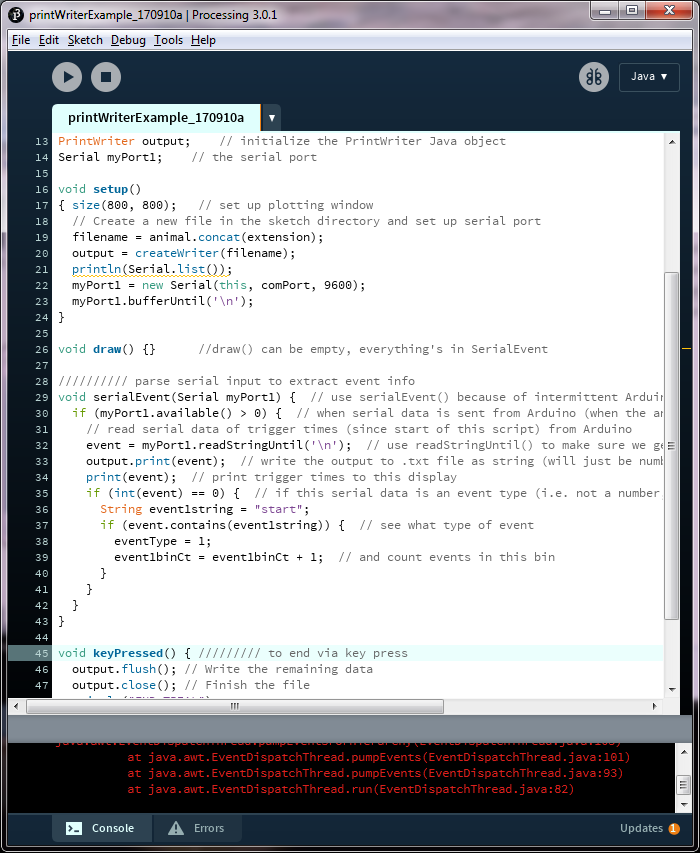 printWriterExample_170910a | Processing 3.0.1
File Edit Sketch Debug Tools Help
Java ▼
printWriterExample_170910a ▼
13 PrintWriter output;    // initialize the PrintWriter Java object
14 Serial myPort1;    // the serial port
15
16 void setup()
17 { size(800, 800);   // set up plotting window
18   // Create a new file in the sketch directory and set up serial port
19   filename = animal.concat(extension);
20   output = createWriter(filename);
21   println(Serial.list());
22   myPort1 = new Serial(this, comPort, 9600);
23   myPort1.bufferUntil('\n');
24 }
25
26 void draw() {}      //draw() can be empty, everything's in SerialEvent
27
28 ////////// parse serial input to extract event info
29 void serialEvent(Serial myPort1) {  // use serialEvent() because of intermittent Arduin
30   if (myPort1.available() > 0) {  // when serial data is sent from Arduino (when the an
31     // read serial data of trigger times (since start of this script) from Arduino
32     event = myPort1.readStringUntil('\n');  // use readStringUntil() to make sure we ge
33     output.print(event);  // write the output to .txt file as string (will just be numb
34     print(event);  // print trigger times to this display
35     if (int(event) == 0) {  // if this serial data is an event type (i.e. not a number
36       String event1string = "start";
37       if (event.contains(event1string)) {  // see what type of event
38         eventType = 1;
39         event1binCt = event1binCt + 1;  // and count events in this bin
40       }
41     }
42   }
43 }
44
45 void keyPressed() { ///////// to end via key press
46   output.flush(); // Write the remaining data
47   output.close(); // Finish the file
at java.awt.EventDispatchThread.pumpEvents(EventDispatchThread.java:101)
at java.awt.EventDispatchThread.pumpEvents(EventDispatchThread.java:93)
at java.awt.EventDispatchThread.run(EventDispatchThread.java:82)
Console Errors Updates 1